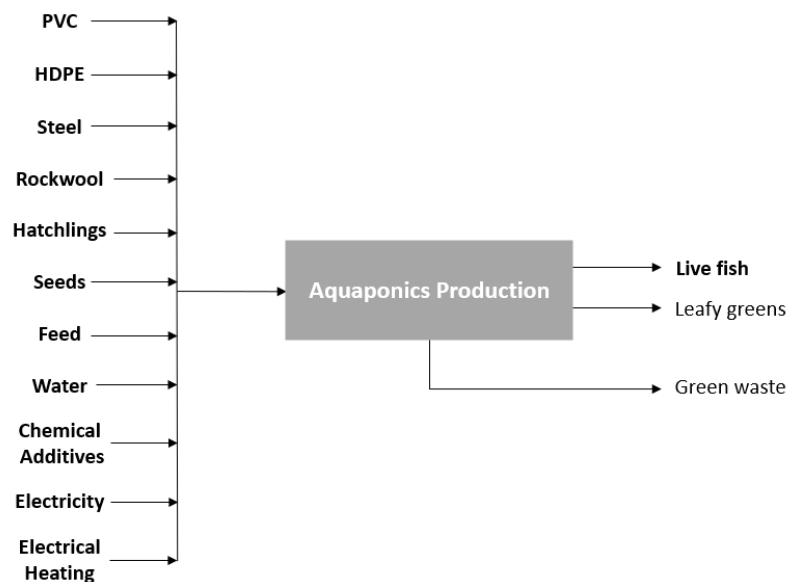 PVC
HDPE
Steel
Rockwool
Hatchlings
Seeds
Feed
Water
Chemical
Additives
Electricity
Electrical
Heating
Aquaponics Production
Live fish
Leafy greens
Green waste